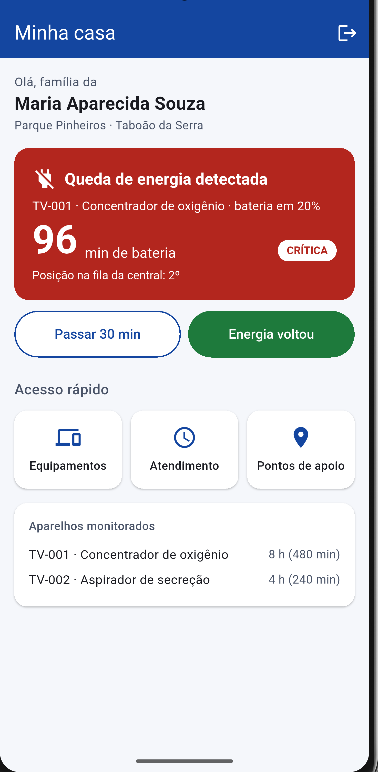 Minha casa
Olá, família da
Maria Aparecida Souza
Parque Pinheiros · Taboão da Serra
Queda de energia detectada
TV-001 · Concentrador de oxigênio · bateria em 20%
96 min de bateria
CRÍTICA
Posição na fila da central: 2º
Passar 30 min
Energia voltou
Acesso rápido
Equipamentos
Atendimento
Pontos de apoio
Aparelhos monitorados
TV-001 · Concentrador de oxigênio 8 h (480 min)
TV-002 · Aspirador de secreção 4 h (240 min)